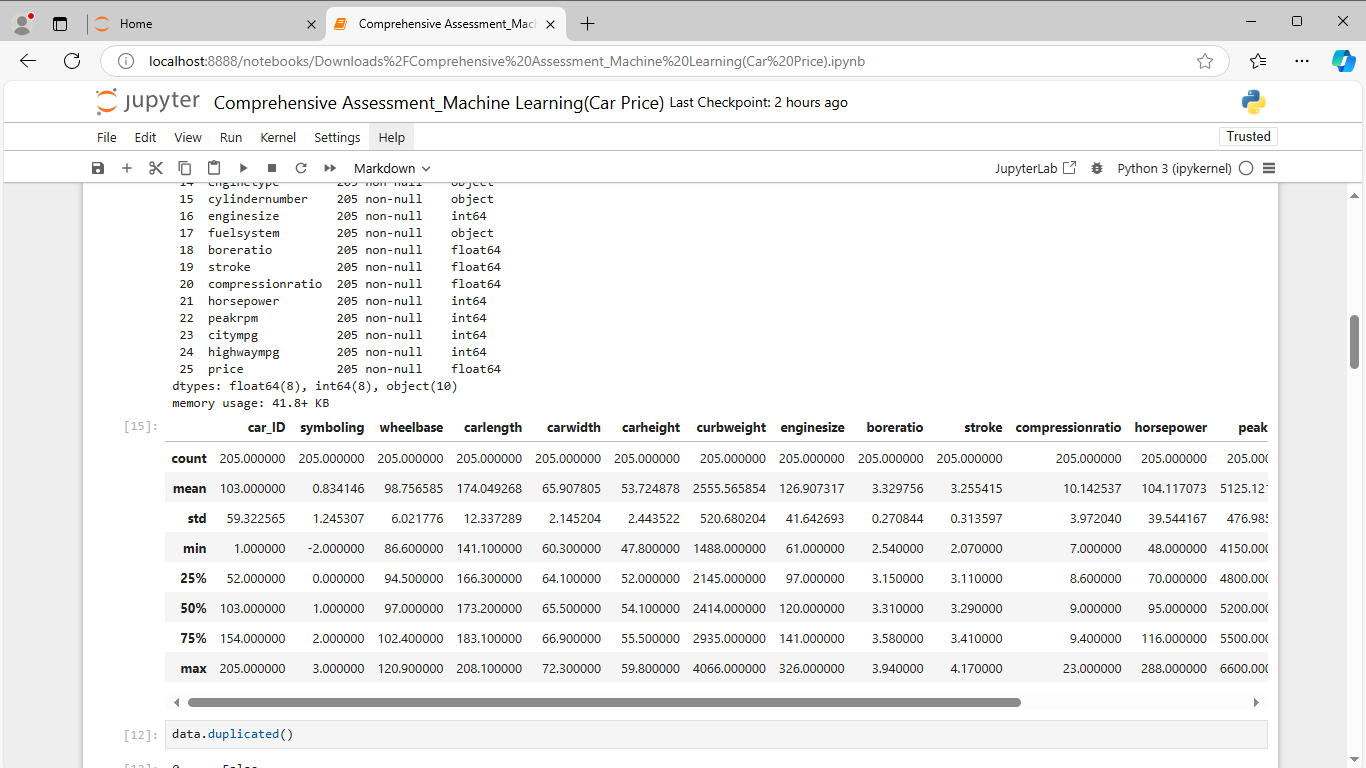 Home
Comprehensive Assessment_Mach
localhost:8888/notebooks/Downloads%2FComprehensive%20Assessment_Machine%20Learning(Car%20Price).ipynb
jupyter Comprehensive Assessment_Machine Learning(Car Price) Last Checkpoint: 2 hours ago
File Edit View Run Kernel Settings Help Trusted
Markdown JupyterLab Python 3 (ipykernel)
14 enginetype 205 non-null object
15 cylindernumber 205 non-null object
16 enginesize 205 non-null int64
17 fuelsystem 205 non-null object
18 boreratio 205 non-null float64
19 stroke 205 non-null float64
20 compressionratio 205 non-null float64
21 horsepower 205 non-null int64
22 peakrpm 205 non-null int64
23 citympg 205 non-null int64
24 highwaympg 205 non-null int64
25 price 205 non-null float64
dtypes: float64(8), int64(8), object(10)
memory usage: 41.8+ KB
[15]:
car_ID symboling wheelbase carlength carwidth carheight curbweight enginesize boreratio stroke compressionratio horsepower peak
count 205.000000 205.000000 205.000000 205.000000 205.000000 205.000000 205.000000 205.000000 205.000000 205.000000 205.000000 205.000000 205.000
mean 103.000000 0.834146 98.756585 174.049268 65.907805 53.724878 2555.565854 126.907317 3.329756 3.255415 10.142537 104.117073 5125.121
std 59.322565 1.245307 6.021776 12.337289 2.145204 2.443522 520.680204 41.642693 0.270844 0.313597 3.972040 39.544167 476.985
min 1.000000 -2.000000 86.600000 141.100000 60.300000 47.800000 1488.000000 61.000000 2.540000 2.070000 7.000000 48.000000 4150.000
25% 52.000000 0.000000 94.500000 166.300000 64.100000 52.000000 2145.000000 97.000000 3.150000 3.110000 8.600000 70.000000 4800.000
50% 103.000000 1.000000 97.000000 173.200000 65.500000 54.100000 2414.000000 120.000000 3.310000 3.290000 9.000000 95.000000 5200.000
75% 154.000000 2.000000 102.400000 183.100000 66.900000 55.500000 2935.000000 141.000000 3.580000 3.410000 9.400000 116.000000 5500.000
max 205.000000 3.000000 120.900000 208.100000 72.300000 59.800000 4066.000000 326.000000 3.940000 4.170000 23.000000 288.000000 6600.000
[12]: data.duplicated()
[12]: 0 False